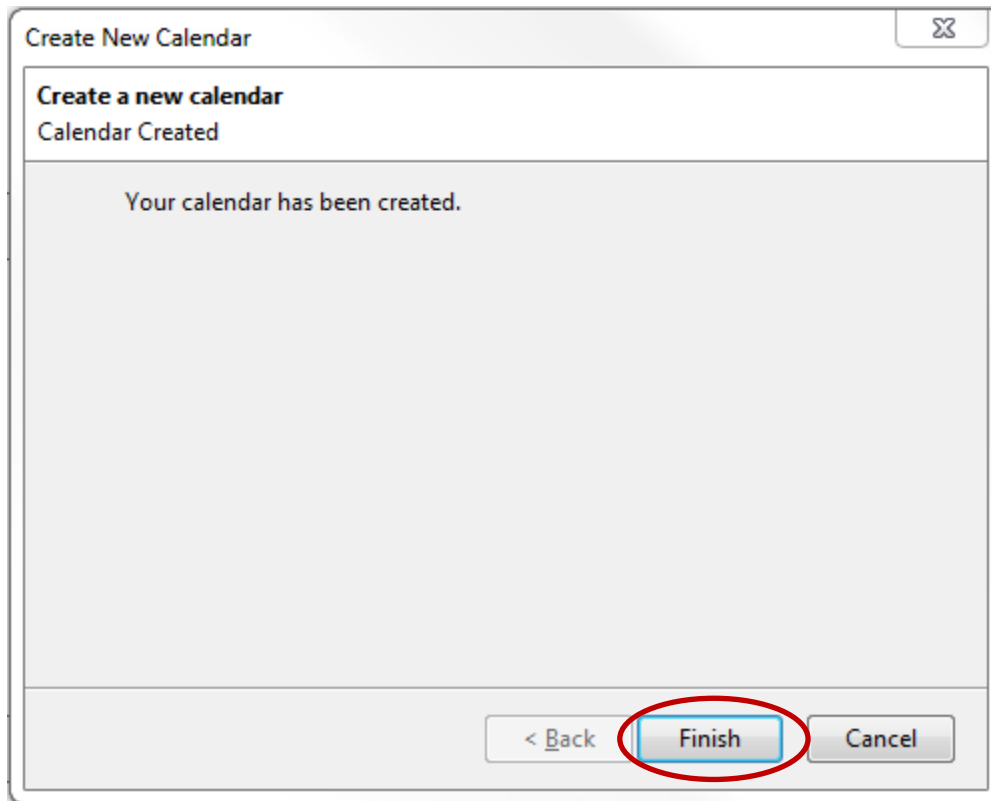 Create New Calendar
Create a new calendar
Calendar Created
Your calendar has been created.
< Back Finish Cancel